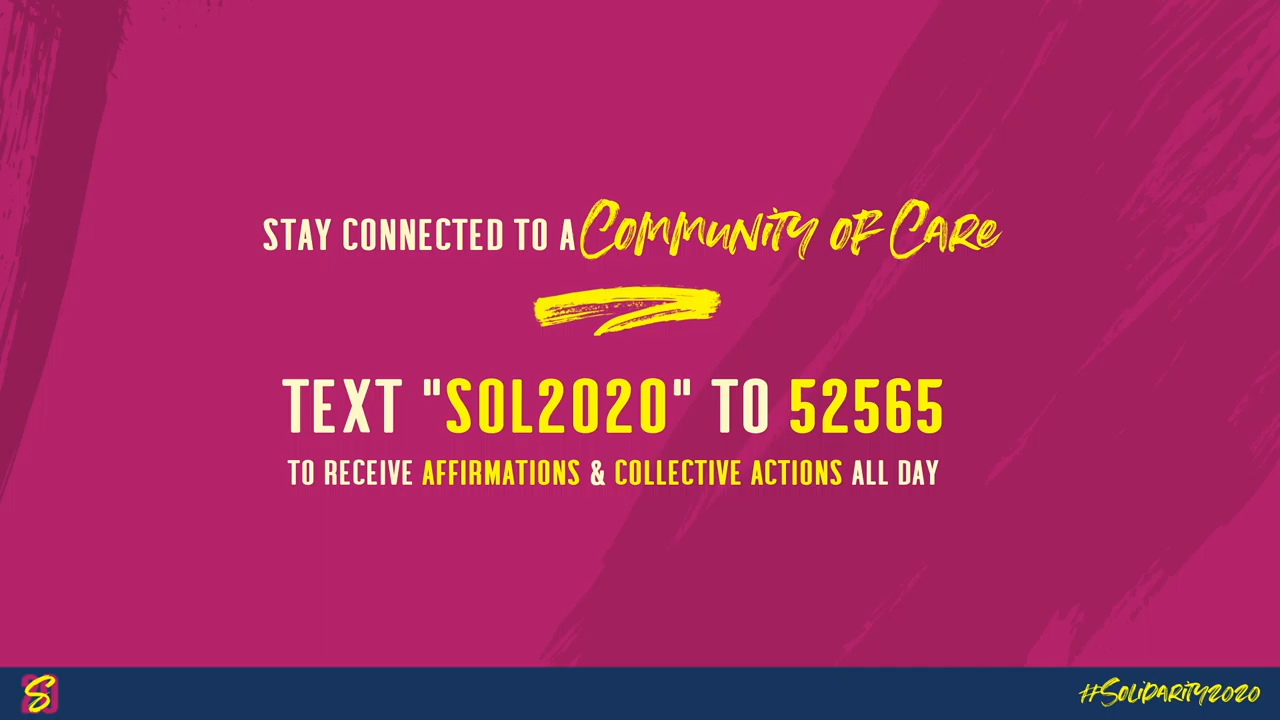 STAY CONNECTED TO A COMMUNITY OF CARE
TEXT "SOL2020" TO 52565
TO RECEIVE AFFIRMATIONS & COLLECTIVE ACTIONS ALL DAY
S
#SOLIDARITY2020